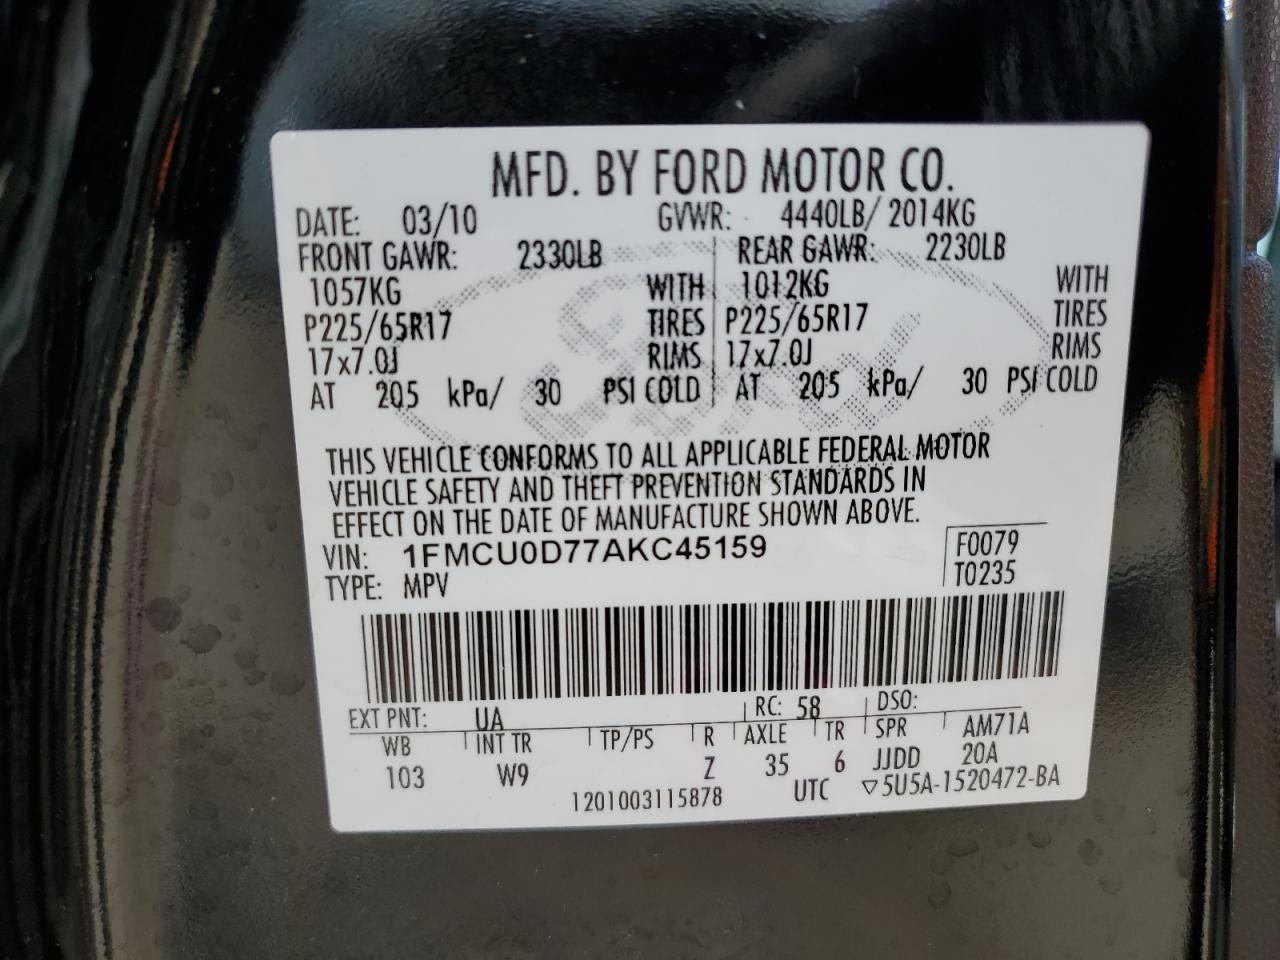 MFD. BY FORD MOTOR CO.
DATE: 03/10 GVWR: 4440LB/ 2014KG
FRONT GAWR: 2330LB REAR GAWR: 2230LB
1057KG WITH 1012KG WITH
P225/65R17 TIRES P225/65R17 TIRES
17x7.0J RIMS 17x7.0J RIMS
AT 205 kPa/ 30 PSI COLD AT 205 kPa/ 30 PSI COLD
Ford
THIS VEHICLE CONFORMS TO ALL APPLICABLE FEDERAL MOTOR
VEHICLE SAFETY AND THEFT PREVENTION STANDARDS IN
EFFECT ON THE DATE OF MANUFACTURE SHOWN ABOVE.
VIN: 1FMCU0D77AKC45159 F0079
TYPE: MPV T0235
EXT PNT: UA RC: 58 DSO:
WB INT TR TP/PS R AXLE TR SPR AM71A
103 W9 Z 35 6 JJDD 20A
1201003115878 UTC ▽5U5A-1520472-BA